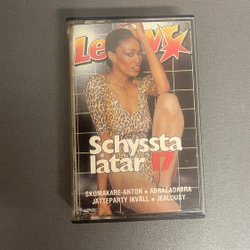 Schyssta
låtar 17
SKOMAKARE-ANTON ★ ABRACADABRA
JÄTTEPARTY IKVÄLL ★ JEALOUSY